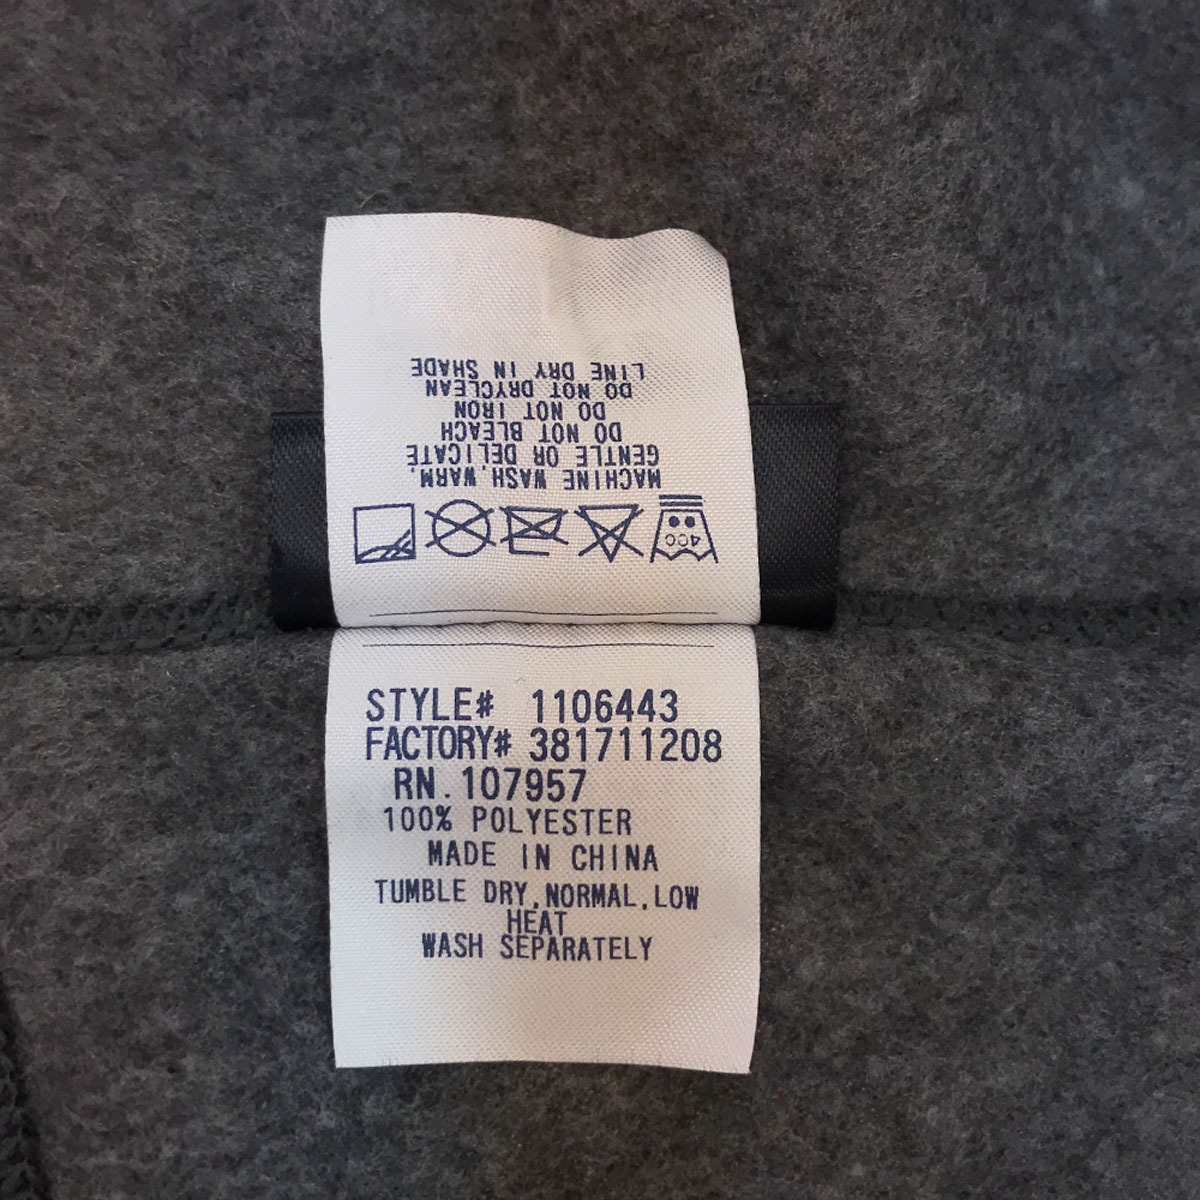 40C
MACHINE WASH,WARM,
GENTLE OR DELICATE
DO NOT BLEACH
DO NOT IRON
DO NOT DRYCLEAN
LINE DRY IN SHADE
STYLE# 1106443
FACTORY# 381711208
RN.107957
100% POLYESTER
MADE IN CHINA
TUMBLE DRY,NORMAL,LOW
HEAT
WASH SEPARATELY